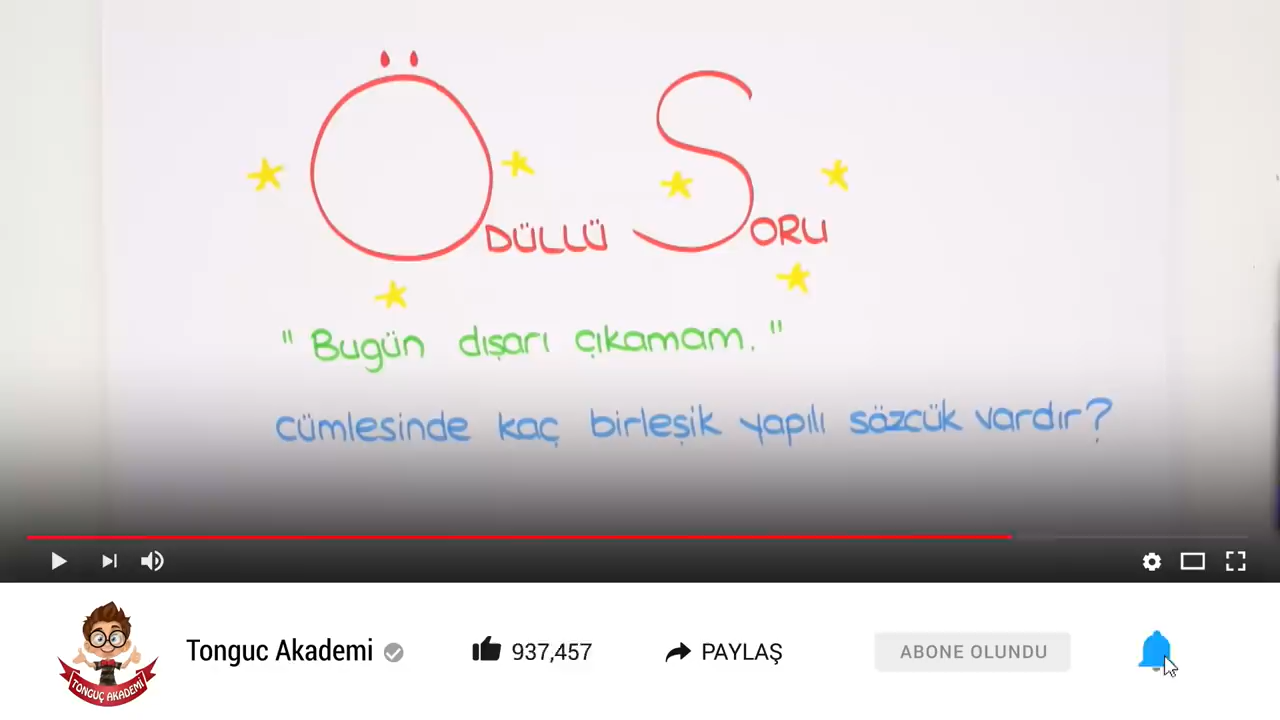 ÖDÜLLÜ SORU
"Bugün dışarı çıkamam."
cümlesinde kaç birleşik yapılı sözcük vardır?
Tonguc Akademi 937,457 PAYLAŞ ABONE OLUNDU
TONGUÇ AKADEMİ